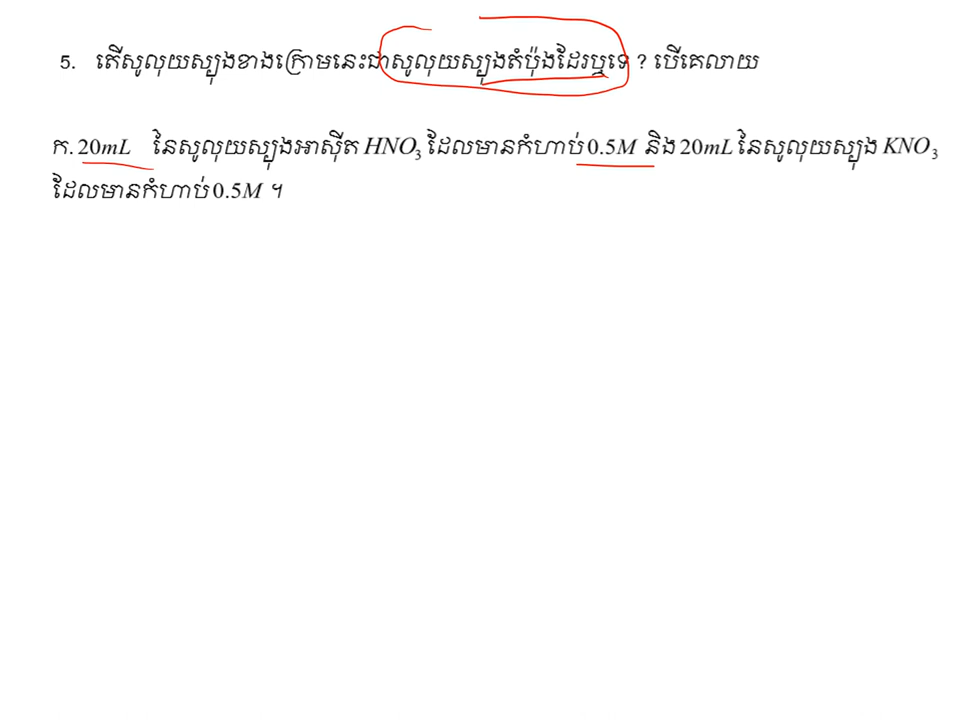 5. តើសូលុយស្យុងខាងក្រោមនេះជាសូលុយស្យុងតំប៉ុងដែរឬទេ ? បើគេលាយ
ក. 20mL នៃសូលុយស្យុងអាស៊ីត HNO₃ ដែលមានកំហាប់ 0.5M និង 20mL នៃសូលុយស្យុង KNO₃
ដែលមានកំហាប់ 0.5M ។